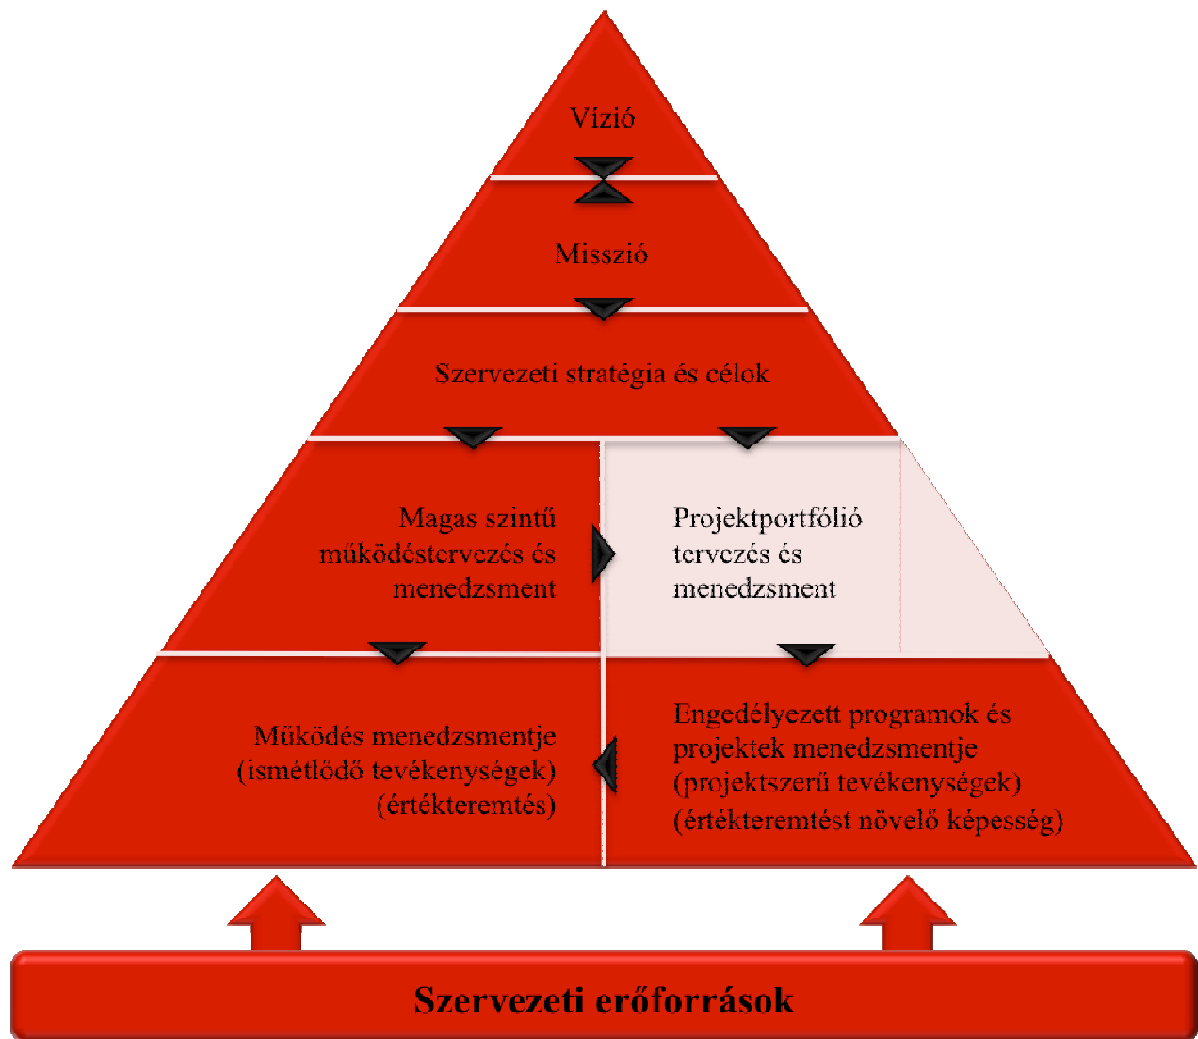 Vízió
Misszió
Szervezeti stratégia és célok
Magas szintű
működéstervezés és
menedzsment
Projektportfólió
tervezés és
menedzsment
Működés menedzsmentje
(ismétlődő tevékenységek)
(értékteremtés)
Engedélyezett programok és
projektek menedzsmentje
(projektszerű tevékenységek)
(értékteremtést növelő képesség)
Szervezeti erőforrások